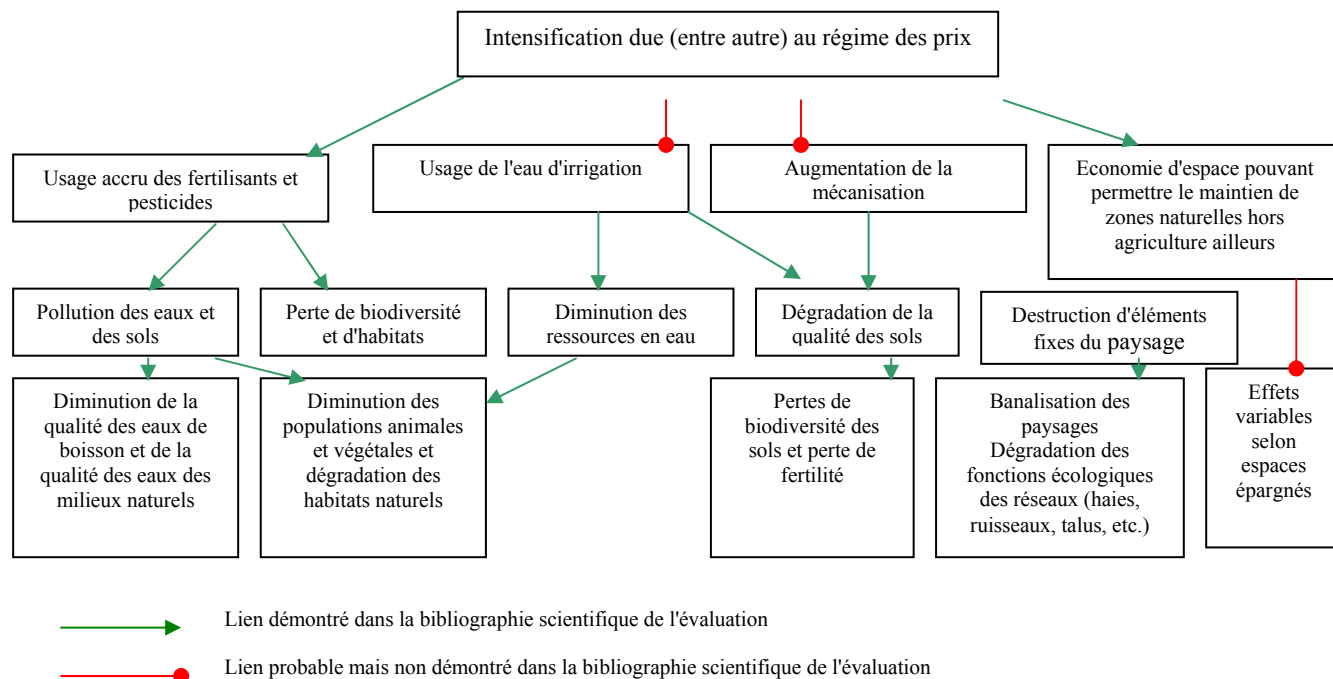 Intensification due (entre autre) au régime des prix
Usage accru des fertilisants et
pesticides
Usage de l'eau d'irrigation
Augmentation de la
mécanisation
Economie d'espace pouvant
permettre le maintien de
zones naturelles hors
agriculture ailleurs
Pollution des eaux et
des sols
Perte de biodiversité
et d'habitats
Diminution des
ressources en eau
Dégradation de la
qualité des sols
Destruction d'éléments
fixes du paysage
Diminution de la
qualité des eaux de
boisson et de la
qualité des eaux des
milieux naturels
Diminution des
populations animales
et végétales et
dégradation des
habitats naturels
Pertes de
biodiversité des
sols et perte de
fertilité
Banalisation des
paysages
Dégradation des
fonctions écologiques
des réseaux (haies,
ruisseaux, talus, etc.)
Effets
variables
selon
espaces
épargnés
Lien démontré dans la bibliographie scientifique de l'évaluation
Lien probable mais non démontré dans la bibliographie scientifique de l'évaluation